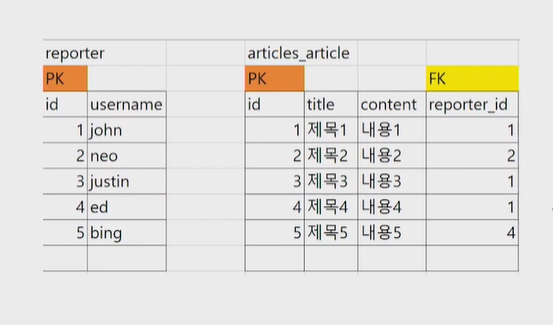 reporter articles_article
PK PK FK
id username id title content reporter_id
1 john 1 제목1 내용1 1
2 neo 2 제목2 내용2 2
3 justin 3 제목3 내용3 1
4 ed 4 제목4 내용4 1
5 bing 5 제목5 내용5 4